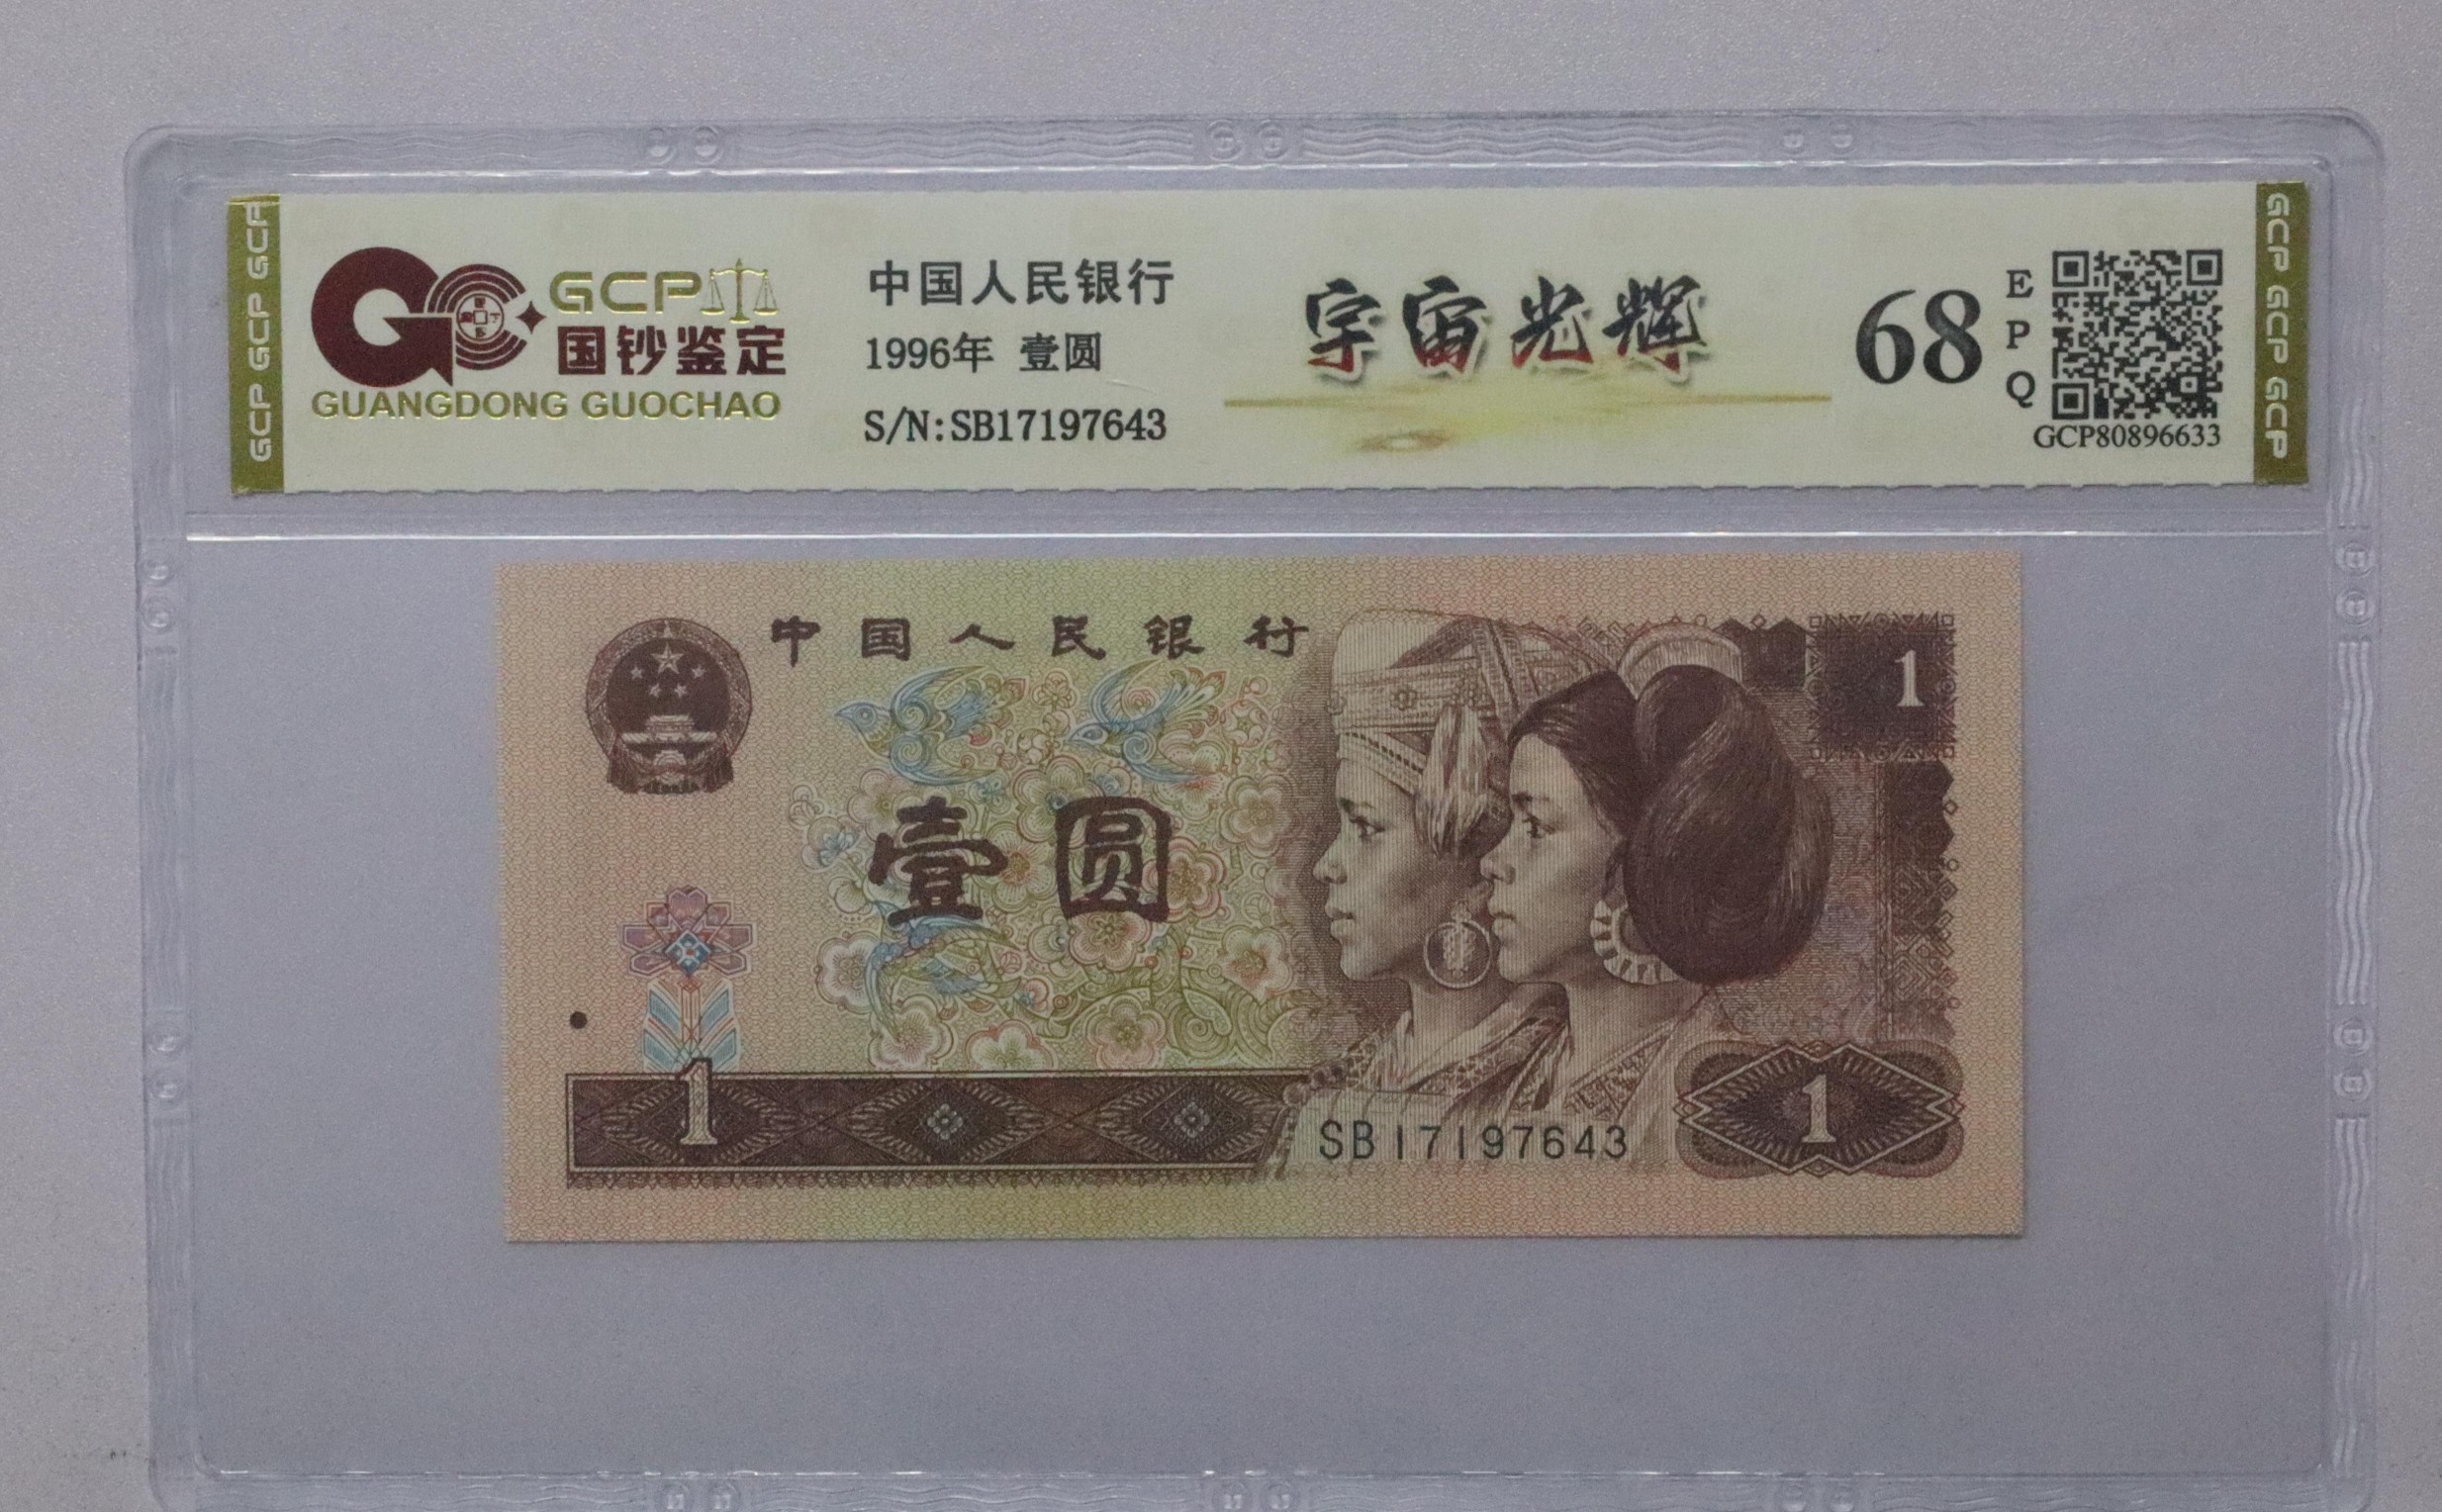 GCP GCP GCP
GCP
国钞鉴定
GUANGDONG GUOCHAO
中国人民银行
1996年 壹圆
S/N:SB17197643
宇宙光辉
68
E
P
Q
GCP80896633
GCP GCP GCP
中国人民银行
1
壹圆
1
SB17197643
1